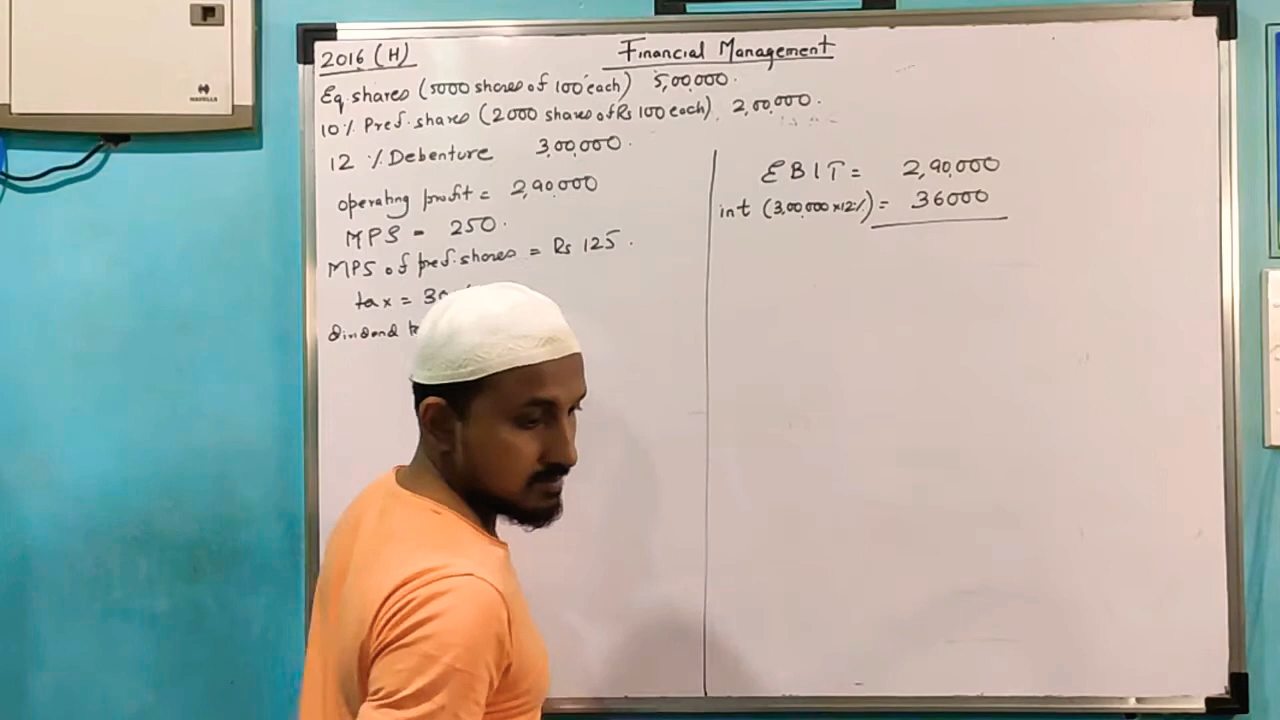 2016 (H)
Financial Management
Eq. shares (5000 shares of 100 each) 5,00,000.
10% Pref. shares (2000 shares of Rs 100 each), 2,00,000.
12 % Debenture 3,00,000.
operating profit = 2,90,000
MPS = 250.
MPS of pref. shares = Rs 125.
tax = 30
dividend
EBIT = 2,90,000
int (3,00,000 x 12%) = 36000
HAVELLS